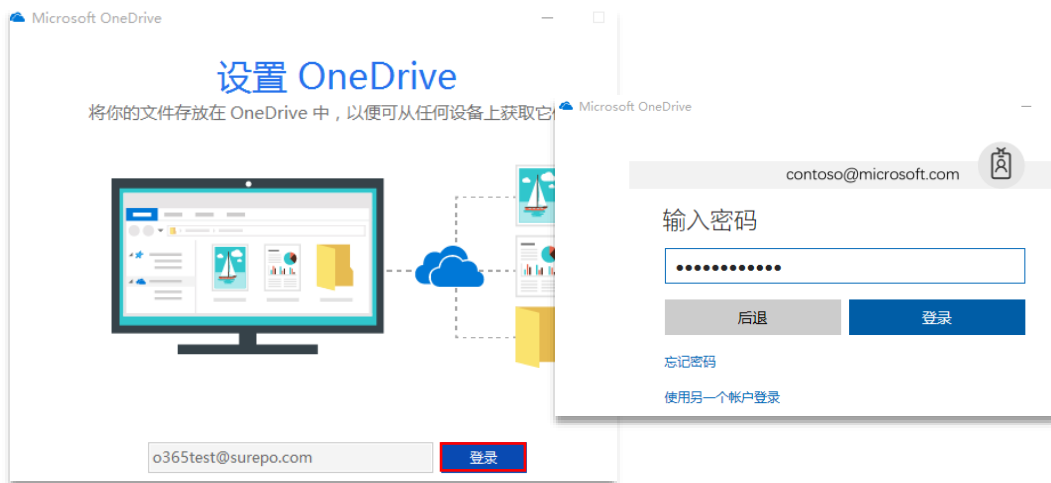 Microsoft OneDrive
设置 OneDrive
将你的文件存放在 OneDrive 中，以便可从任何设备上获取它
o365test@surepo.com
登录
Microsoft OneDrive
contoso@microsoft.com
输入密码
后退
登录
忘记密码
使用另一个帐户登录